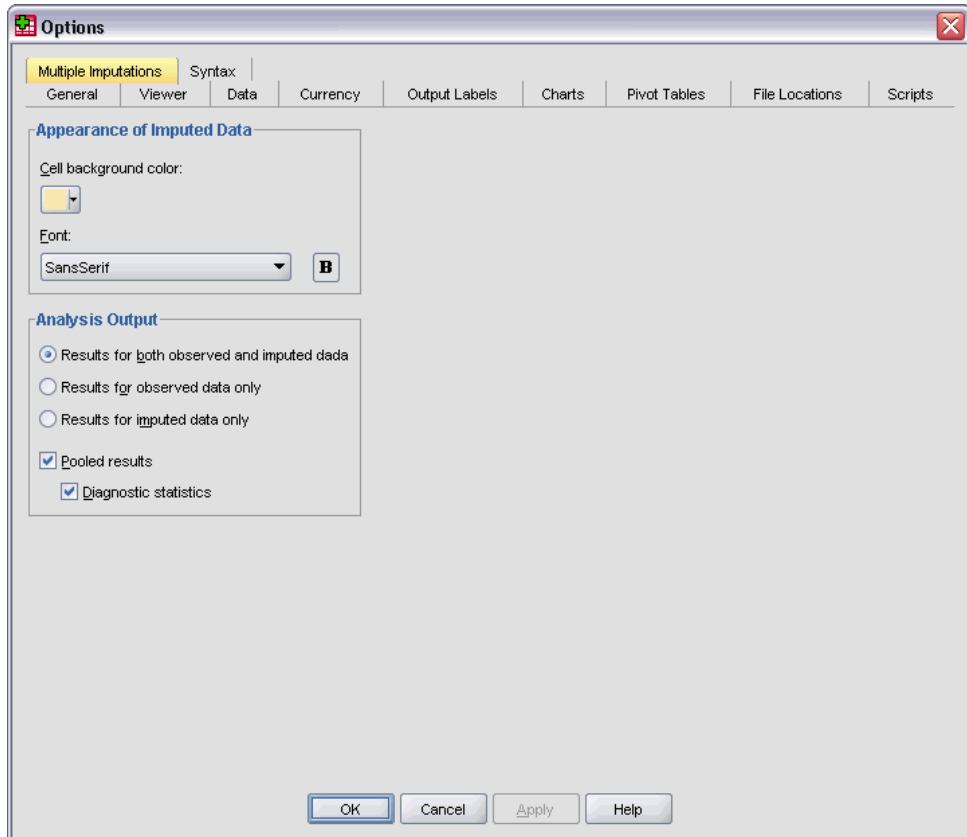 Options
Multiple Imputations Syntax
General Viewer Data Currency Output Labels Charts Pivot Tables File Locations Scripts
Appearance of Imputed Data
Cell background color:
Font:
SansSerif B
Analysis Output
Results for both observed and imputed dada
Results for observed data only
Results for imputed data only
Pooled results
Diagnostic statistics
OK Cancel Apply Help